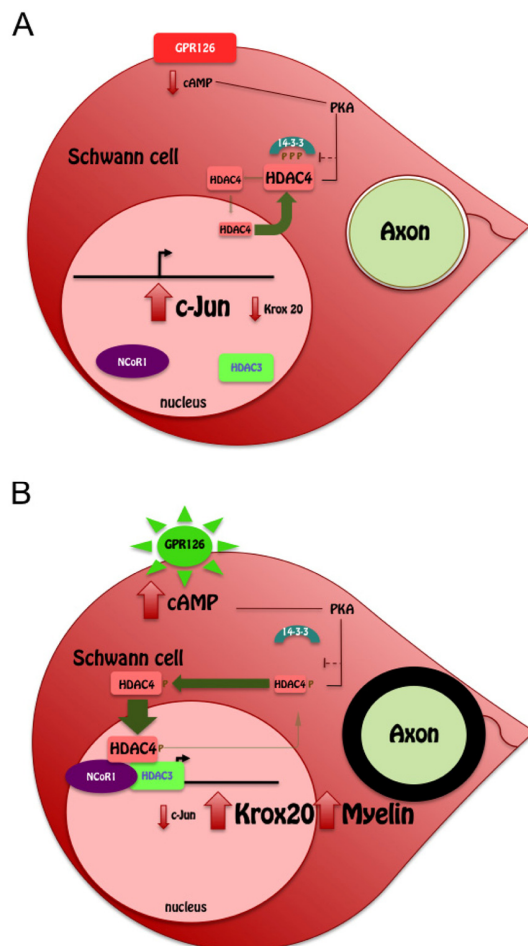 A
GPR126
cAMP
PKA
14-3-3
P P P
Schwann cell
HDAC4
HDAC4
HDAC4
Axon
c-Jun
Krox 20
NCoR1
HDAC3
nucleus
B
GPR126
cAMP
PKA
14-3-3
Schwann cell
HDAC4 P
HDAC4 P
Axon
HDAC4 P
NCoR1
HDAC3
c-Jun
Krox20
Myelin
nucleus